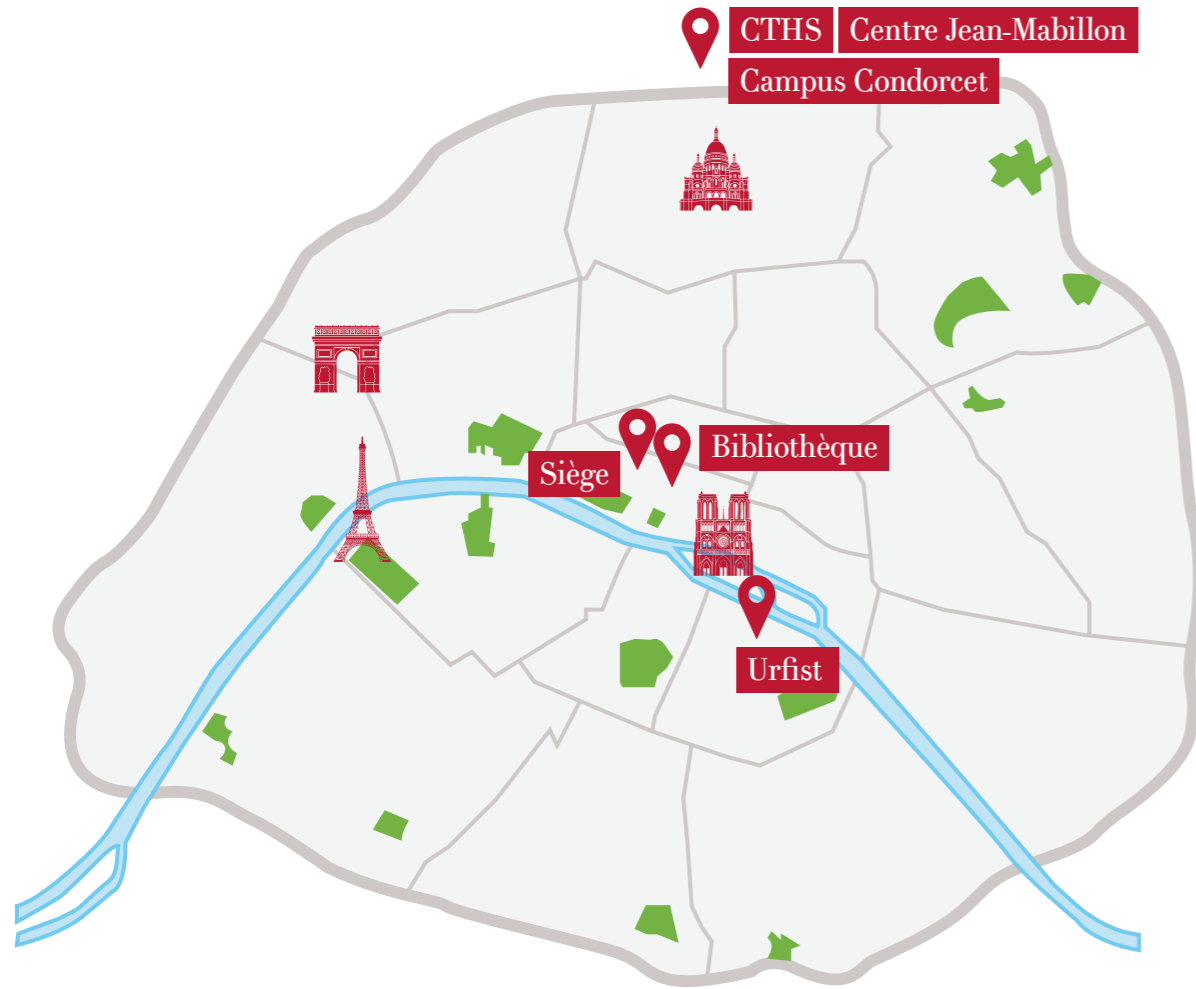 CTHS Centre Jean-Mabillon
Campus Condorcet
Bibliothèque
Siège
Urfist